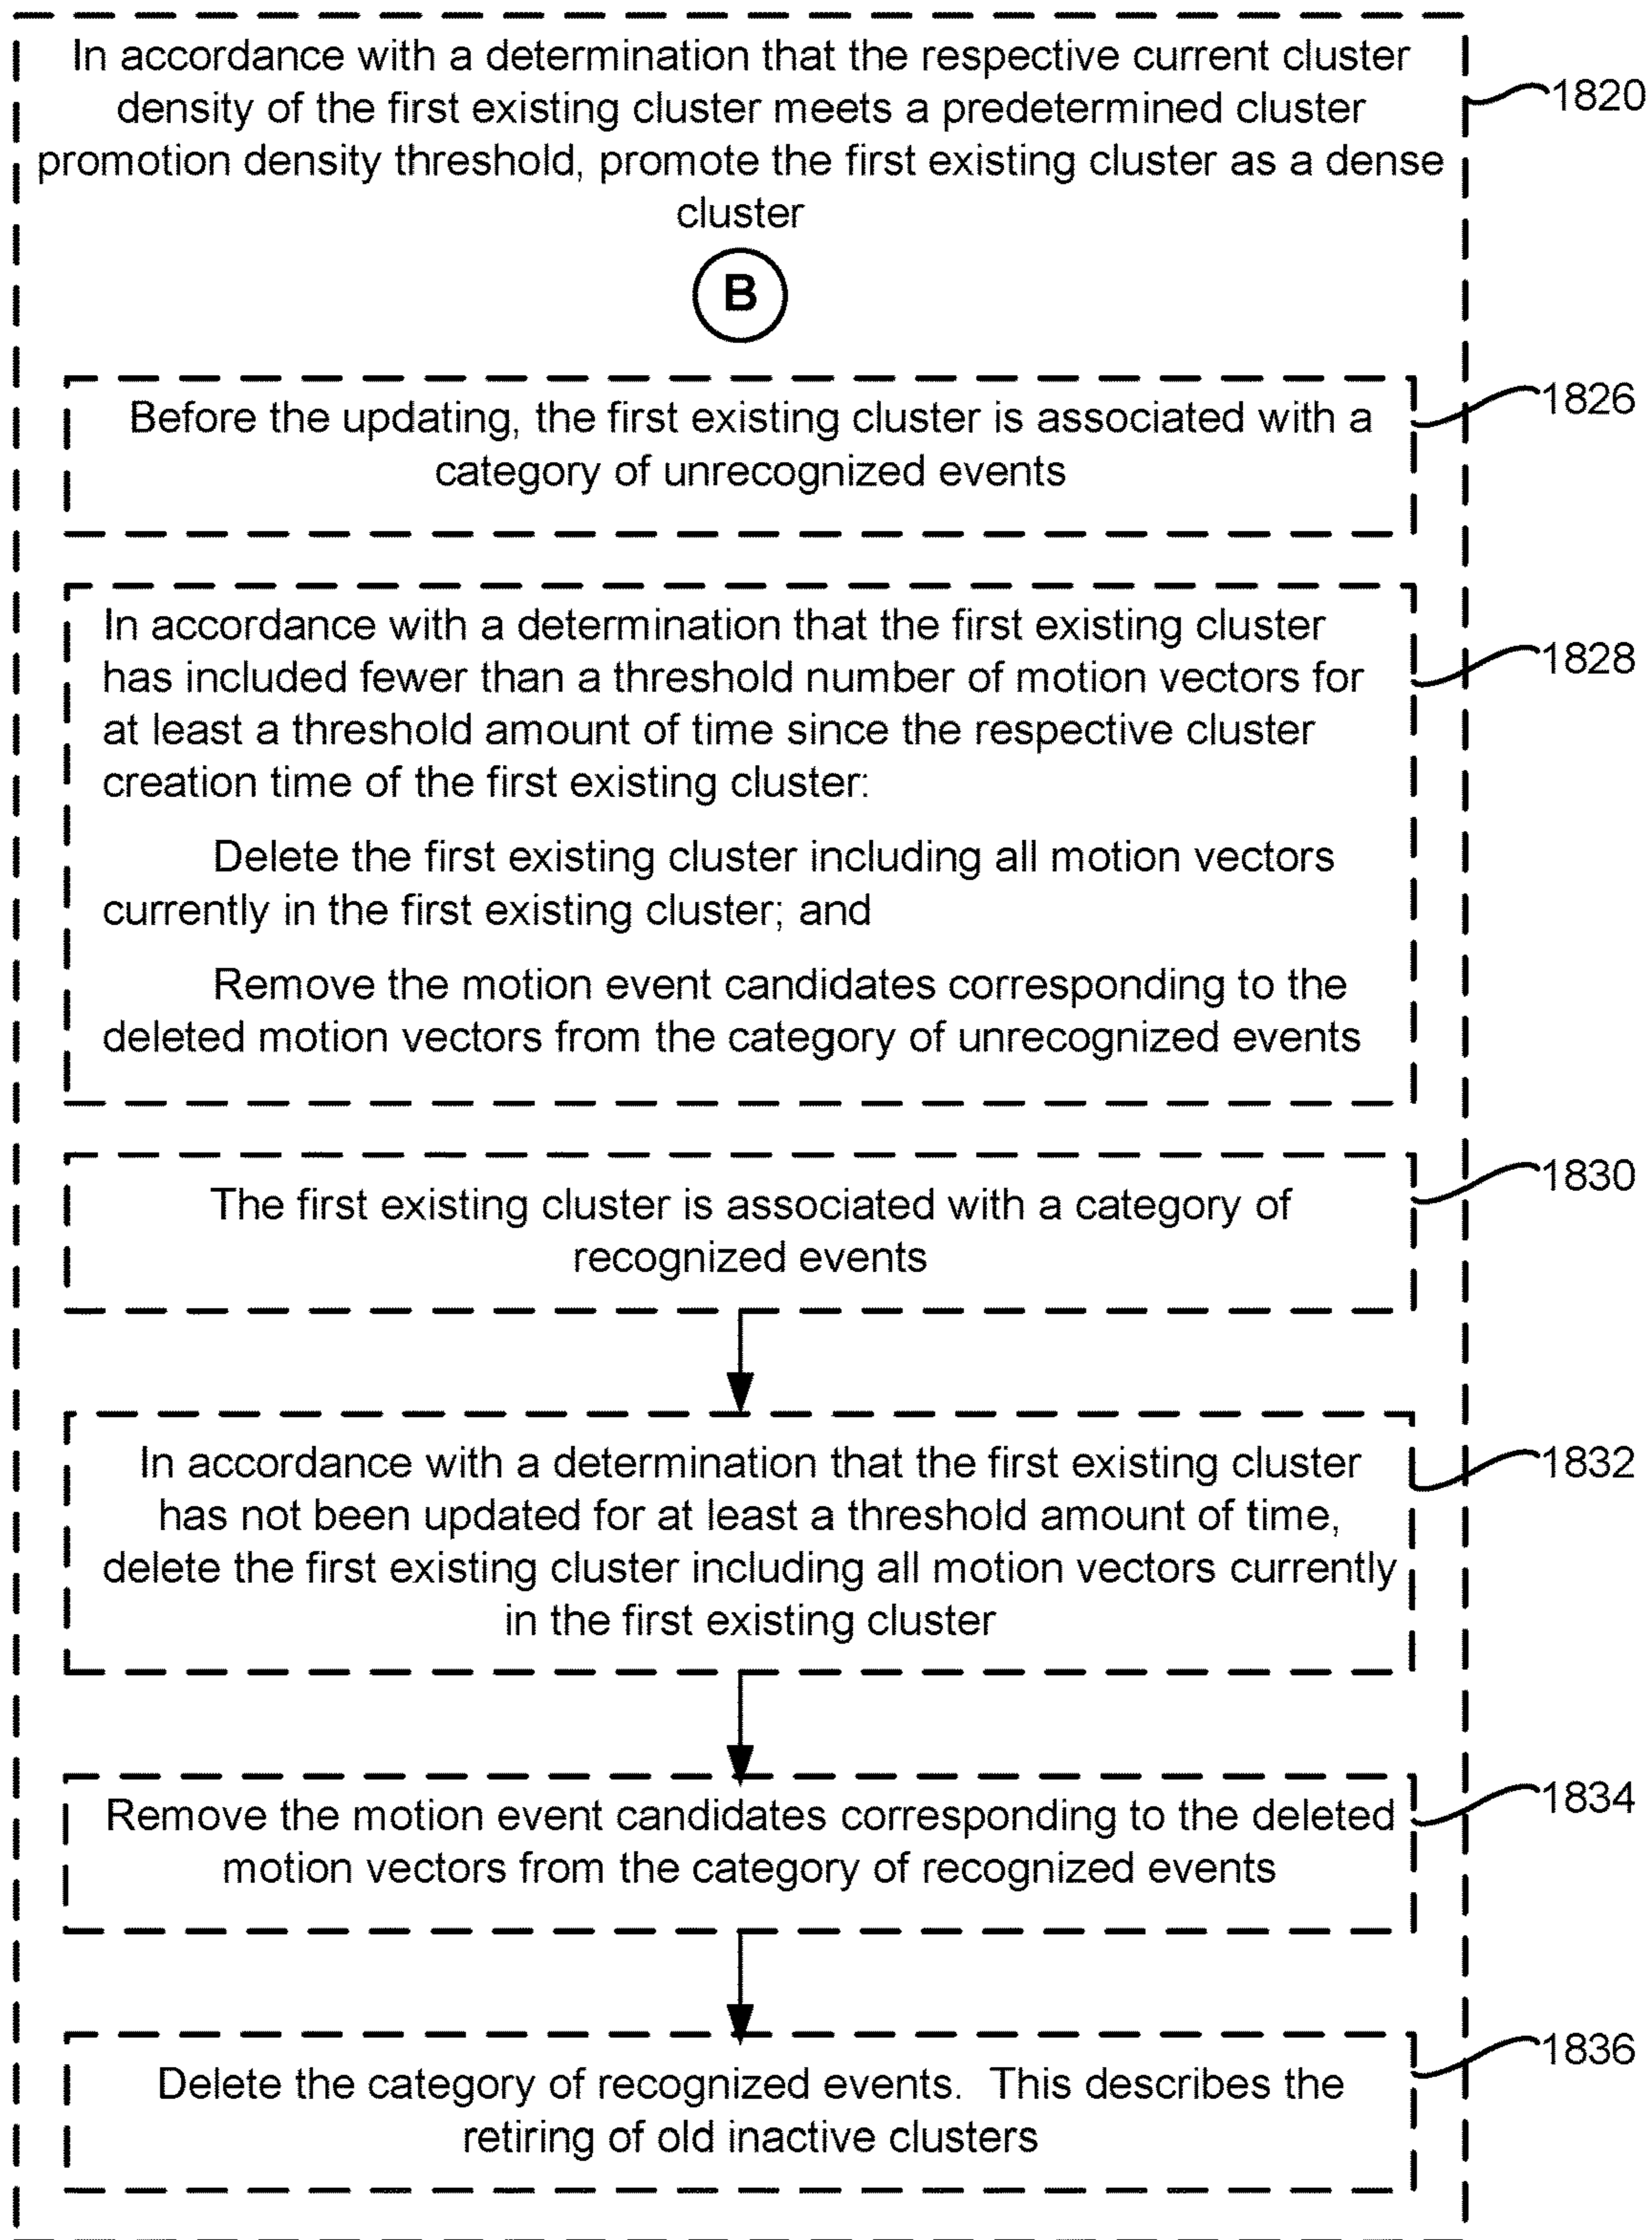 In accordance with a determination that the respective current cluster
density of the first existing cluster meets a predetermined cluster
promotion density threshold, promote the first existing cluster as a dense
cluster
1820
B
Before the updating, the first existing cluster is associated with a
category of unrecognized events
1826
In accordance with a determination that the first existing cluster
has included fewer than a threshold number of motion vectors for
at least a threshold amount of time since the respective cluster
creation time of the first existing cluster:
Delete the first existing cluster including all motion vectors
currently in the first existing cluster; and
Remove the motion event candidates corresponding to the
deleted motion vectors from the category of unrecognized events
1828
The first existing cluster is associated with a category of
recognized events
1830
In accordance with a determination that the first existing cluster
has not been updated for at least a threshold amount of time,
delete the first existing cluster including all motion vectors currently
in the first existing cluster
1832
Remove the motion event candidates corresponding to the deleted
motion vectors from the category of recognized events
1834
Delete the category of recognized events.  This describes the
retiring of old inactive clusters
1836